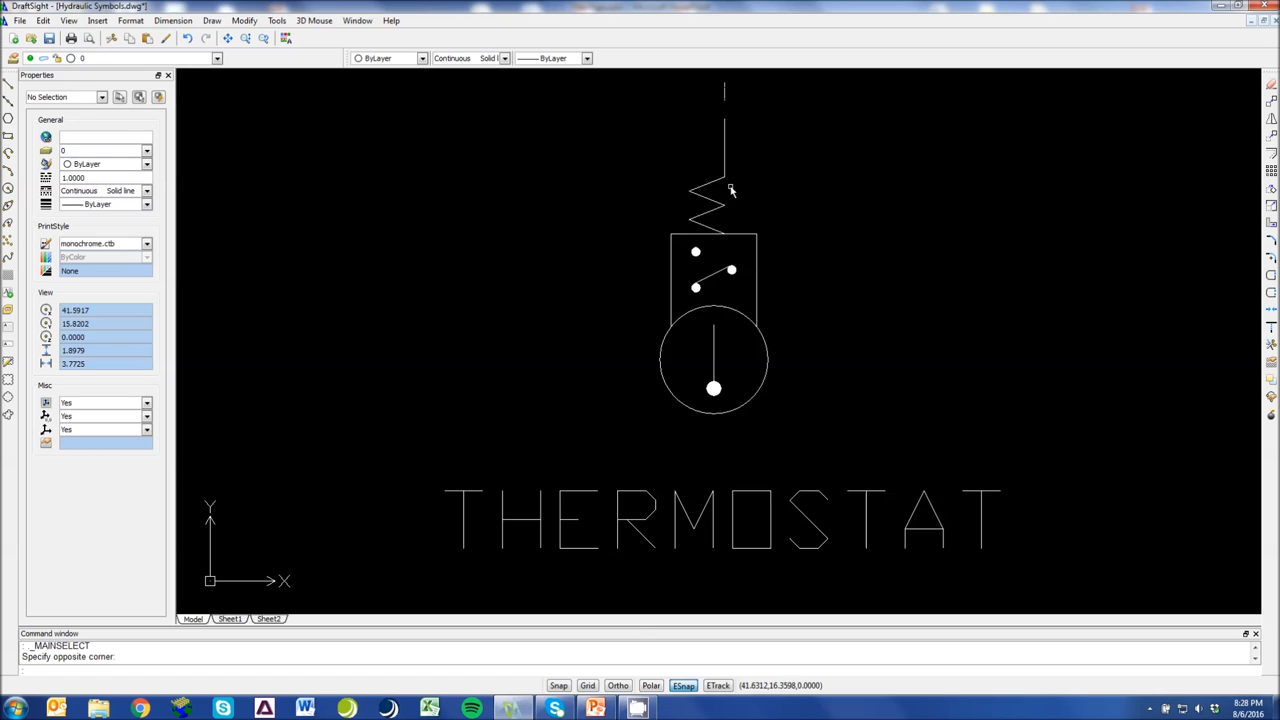 DraftSight - [Hydraulic Symbols.dwg*]
File Edit View Insert Format Dimension Draw Modify Tools 3D Mouse Window Help
0 ByLayer Continuous Solid l ByLayer
Properties
No Selection
General
0
ByLayer
1.0000
Continuous Solid line
ByLayer
PrintStyle
monochrome.ctb
ByColor
None
View
41.5917
15.8202
0.0000
1.8979
3.7725
Misc
Yes
Yes
Yes
THERMOSTAT
Y
X
Model Sheet1 Sheet2
Command window
: ._MAINSELECT
Specify opposite corner:
:
Snap Grid Ortho Polar ESnap ETrack (41.6312,16.3598,0.0000)
8:28 PM
8/6/2016